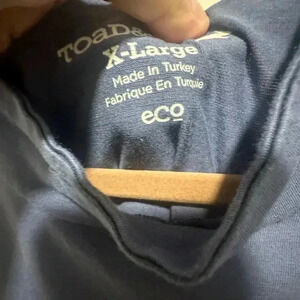 X-Large
Made In Turkey
Fabrique En Turquie
eco